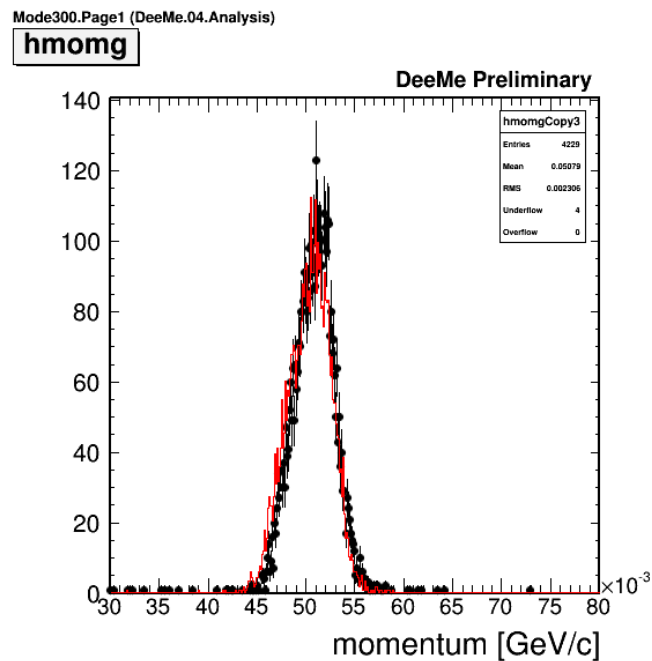 Mode300.Page1 (DeeMe.04.Analysis)
hmomg
DeeMe Preliminary
hmomgCopy3
Entries 4229
Mean 0.05079
RMS 0.002306
Underflow 4
Overflow 0
140
120
100
80
60
40
20
0
30 35 40 45 50 55 60 65 70 75 80
×10-3
momentum [GeV/c]